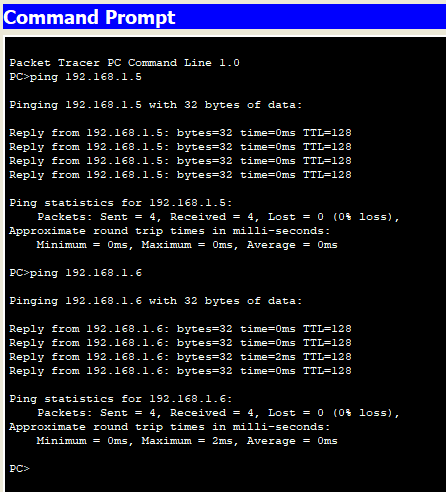 Command Prompt
Packet Tracer PC Command Line 1.0
PC>ping 192.168.1.5
Pinging 192.168.1.5 with 32 bytes of data:
Reply from 192.168.1.5: bytes=32 time=0ms TTL=128
Reply from 192.168.1.5: bytes=32 time=0ms TTL=128
Reply from 192.168.1.5: bytes=32 time=0ms TTL=128
Reply from 192.168.1.5: bytes=32 time=0ms TTL=128
Ping statistics for 192.168.1.5:
Packets: Sent = 4, Received = 4, Lost = 0 (0% loss),
Approximate round trip times in milli-seconds:
Minimum = 0ms, Maximum = 0ms, Average = 0ms
PC>ping 192.168.1.6
Pinging 192.168.1.6 with 32 bytes of data:
Reply from 192.168.1.6: bytes=32 time=0ms TTL=128
Reply from 192.168.1.6: bytes=32 time=0ms TTL=128
Reply from 192.168.1.6: bytes=32 time=2ms TTL=128
Reply from 192.168.1.6: bytes=32 time=0ms TTL=128
Ping statistics for 192.168.1.6:
Packets: Sent = 4, Received = 4, Lost = 0 (0% loss),
Approximate round trip times in milli-seconds:
Minimum = 0ms, Maximum = 2ms, Average = 0ms
PC>